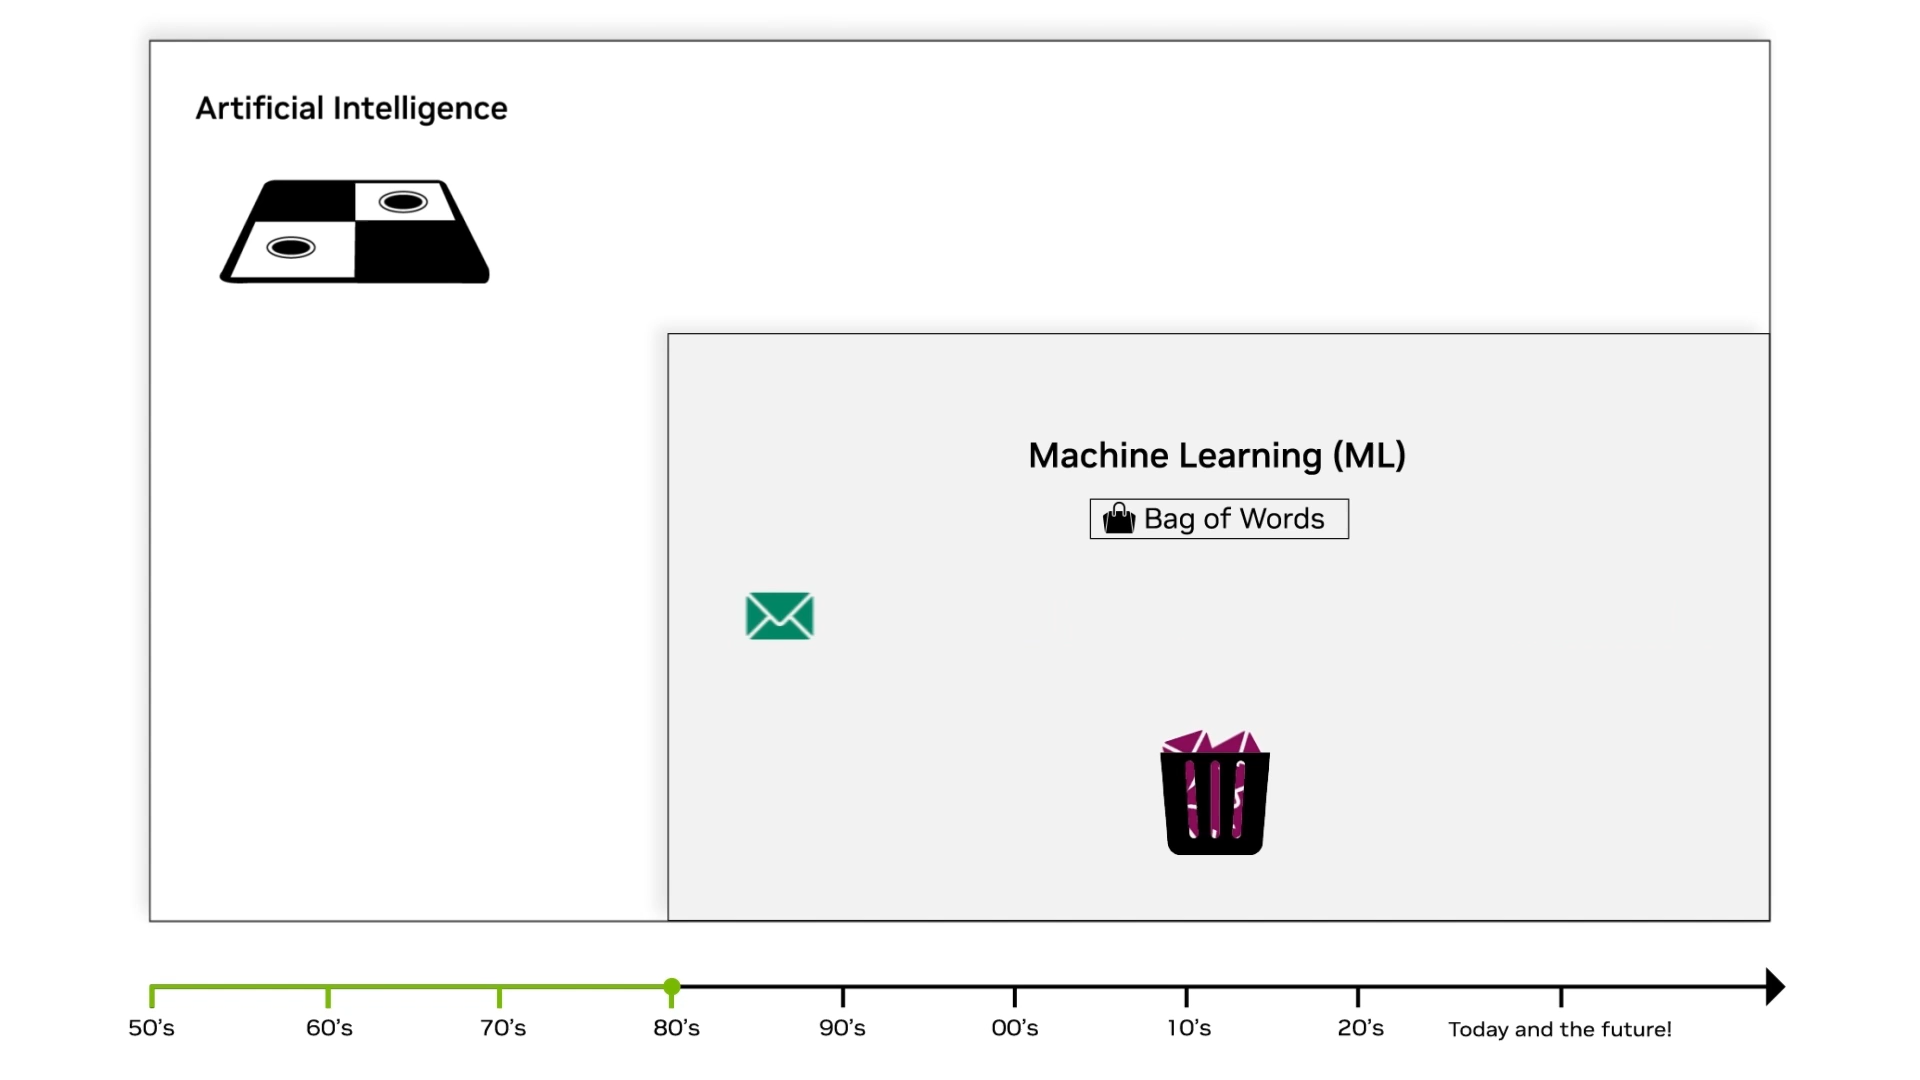 Artificial Intelligence
Machine Learning (ML)
Bag of Words
50's 60's 70's 80's 90's 00's 10's 20's Today and the future!